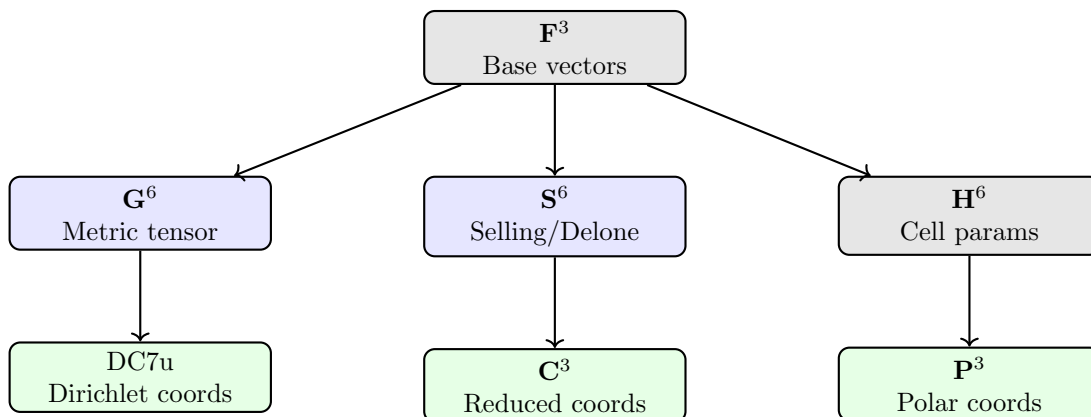 F³
Base vectors
G⁶
Metric tensor
S⁶
Selling/Delone
H⁶
Cell params
DC7u
Dirichlet coords
C³
Reduced coords
P³
Polar coords